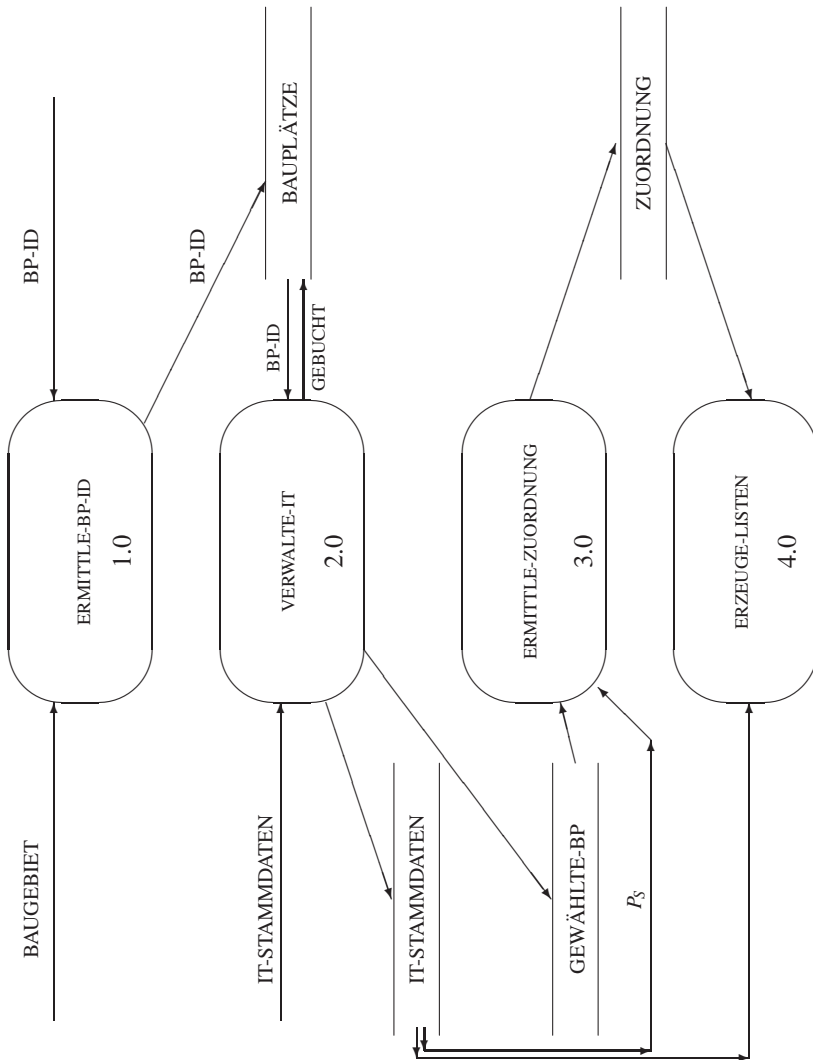 BAUGEBIET
ERMITTLE-BP-ID
1.0
BP-ID
BP-ID
BAUPLÄTZE
IT-STAMMDATEN
VERWALTE-IT
2.0
BP-ID
GEBUCHT
IT-STAMMDATEN
GEWÄHLTE-BP
P_S
ERMITTLE-ZUORDNUNG
3.0
ZUORDNUNG
ERZEUGE-LISTEN
4.0